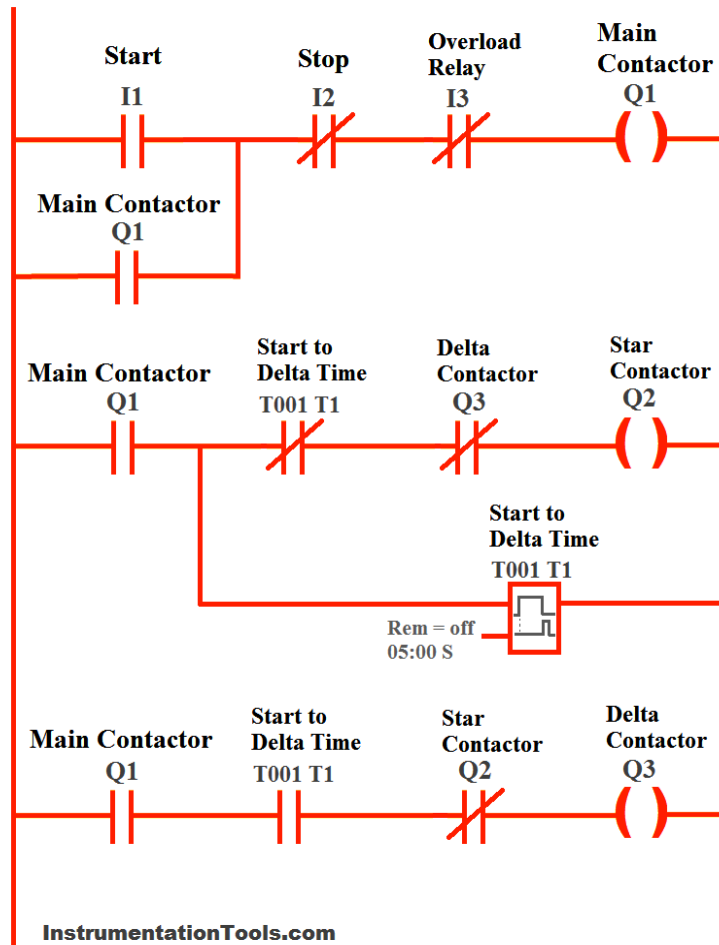 Start
I1
Stop
I2
Overload
Relay
I3
Main
Contactor
Q1
Main Contactor
Q1
Main Contactor
Q1
Start to
Delta Time
T001 T1
Delta
Contactor
Q3
Star
Contactor
Q2
Start to
Delta Time
T001 T1
Rem = off
05:00 S
Main Contactor
Q1
Start to
Delta Time
T001 T1
Star
Contactor
Q2
Delta
Contactor
Q3
InstrumentationTools.com